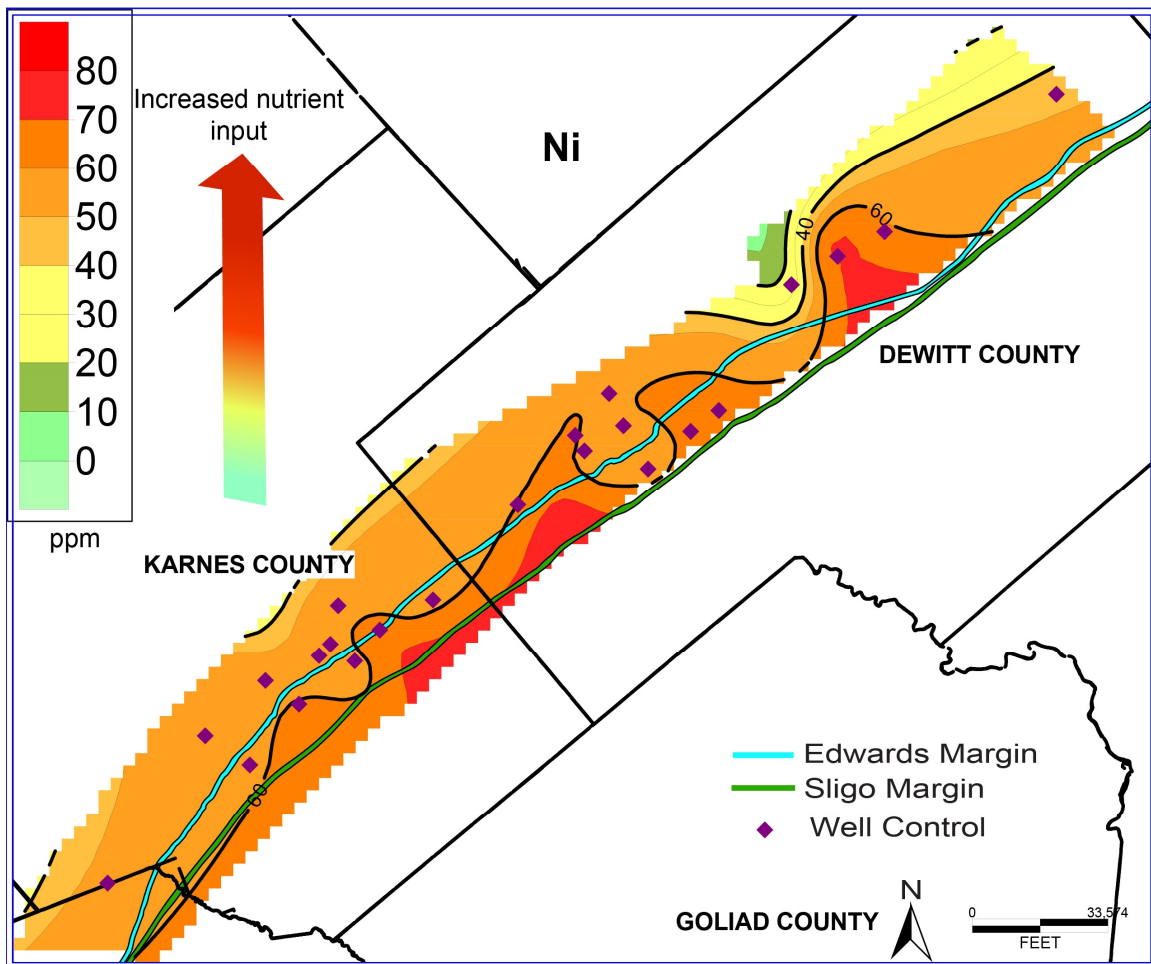 80
70
60
50
40
30
20
10
0
ppm
Increased nutrient
input
Ni
40
60
DEWITT COUNTY
KARNES COUNTY
60
Edwards Margin
Sligo Margin
Well Control
GOLIAD COUNTY
N
0 33,574
FEET